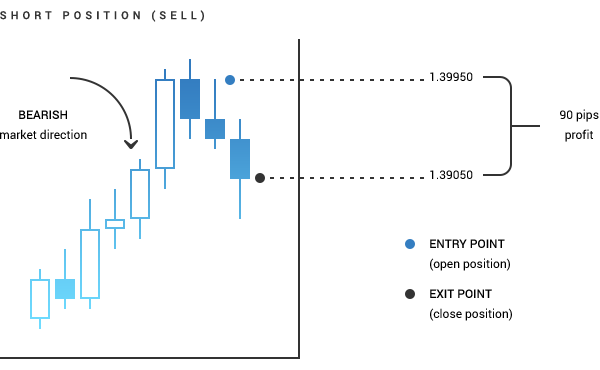 SHORT POSITION (SELL)
BEARISH
market direction
1.39950
90 pips
profit
1.39050
ENTRY POINT
(open position)
EXIT POINT
(close position)